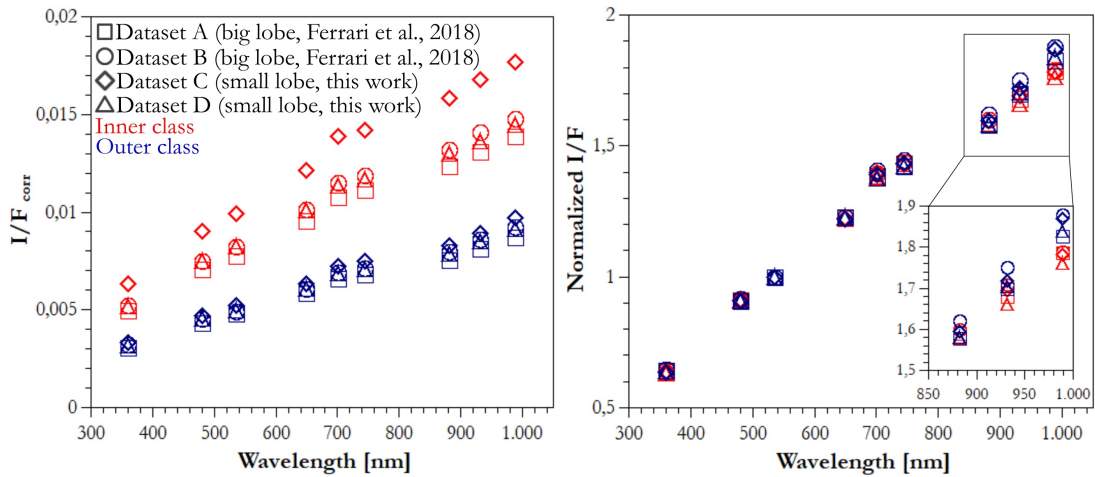 0,02
Dataset A (big lobe, Ferrari et al., 2018)
Dataset B (big lobe, Ferrari et al., 2018)
Dataset C (small lobe, this work)
Dataset D (small lobe, this work)
Inner class
Outer class
0,015
0,01
0,005
0
I/F corr
300 400 500 600 700 800 900 1.000
Wavelength [nm]
2
1,5
1
0,5
Normalized I/F
300 400 500 600 700 800 900 1.000
Wavelength [nm]
1,9
1,8
1,7
1,6
1,5
850 900 950 1.000